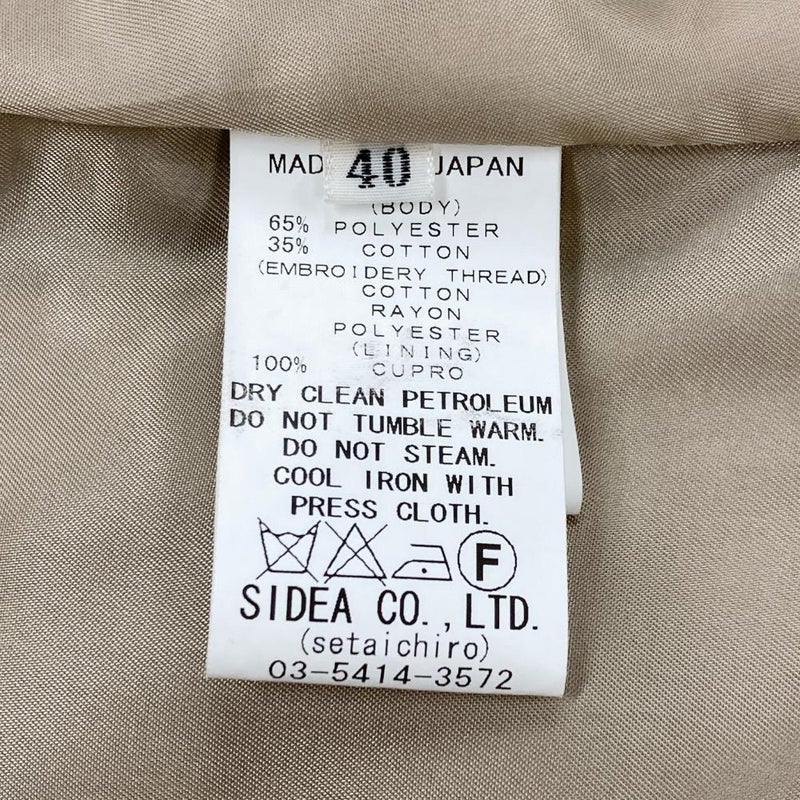 MAD 40 JAPAN
(BODY)
65% POLYESTER
35% COTTON
(EMBROIDERY THREAD)
COTTON
RAYON
POLYESTER
(LINING)
100% CUPRO
DRY CLEAN PETROLEUM
DO NOT TUMBLE WARM.
DO NOT STEAM.
COOL IRON WITH
PRESS CLOTH.
F
SIDEA CO.,LTD.
(setaichiro)
03-5414-3572